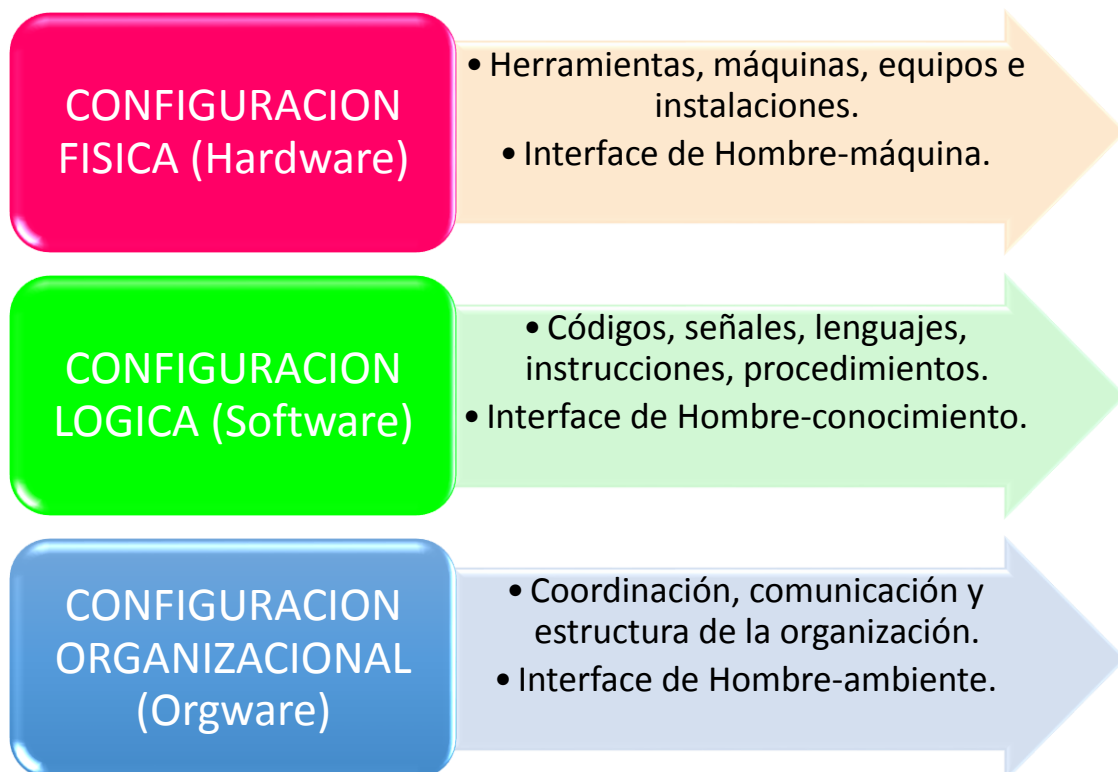 CONFIGURACION
FISICA (Hardware)
• Herramientas, máquinas, equipos e
instalaciones.
• Interface de Hombre-máquina.
CONFIGURACION
LOGICA (Software)
• Códigos, señales, lenguajes,
instrucciones, procedimientos.
• Interface de Hombre-conocimiento.
CONFIGURACION
ORGANIZACIONAL
(Orgware)
• Coordinación, comunicación y
estructura de la organización.
• Interface de Hombre-ambiente.